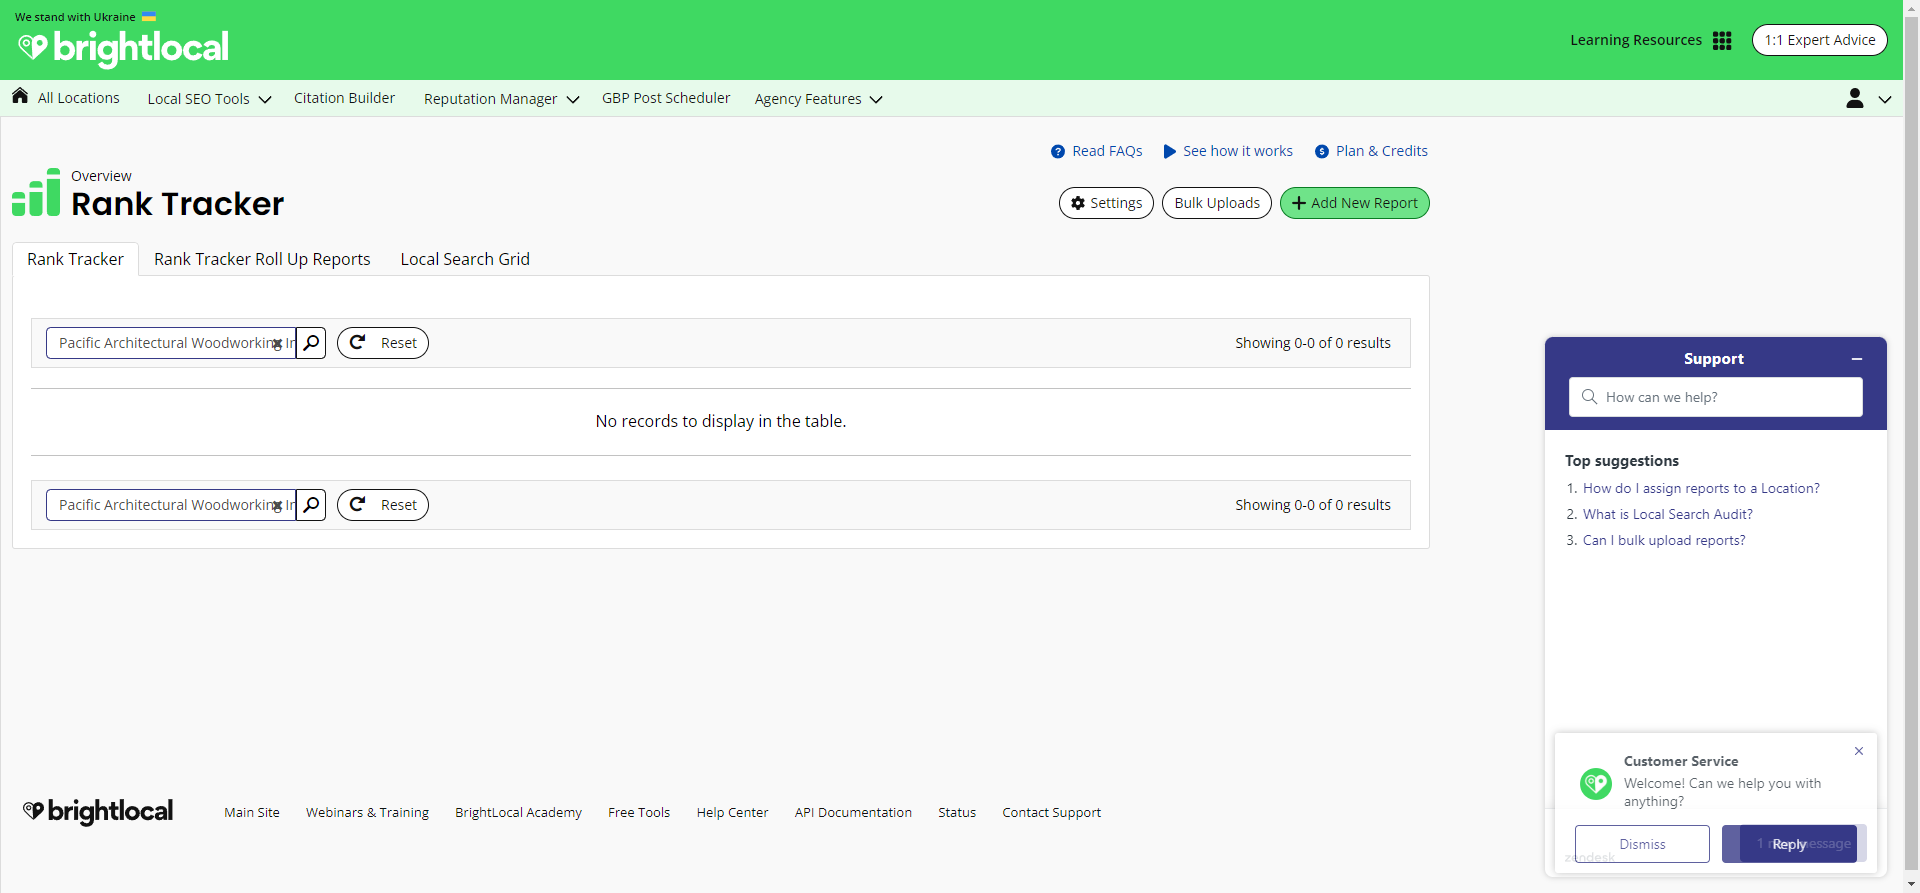 We stand with Ukraine
brightlocal
Learning Resources
1:1 Expert Advice
All Locations
Local SEO Tools
Citation Builder
Reputation Manager
GBP Post Scheduler
Agency Features
Read FAQs
See how it works
Plan & Credits
Overview
Rank Tracker
Settings
Bulk Uploads
Add New Report
Rank Tracker
Rank Tracker Roll Up Reports
Local Search Grid
Pacific Architectural Woodworking In
Reset
Showing 0-0 of 0 results
No records to display in the table.
Pacific Architectural Woodworking In
Reset
Showing 0-0 of 0 results
Support
How can we help?
Top suggestions
1. How do I assign reports to a Location?
2. What is Local Search Audit?
3. Can I bulk upload reports?
Customer Service
Welcome! Can we help you with
anything?
Dismiss
Reply
zendesk
brightlocal
Main Site
Webinars & Training
BrightLocal Academy
Free Tools
Help Center
API Documentation
Status
Contact Support